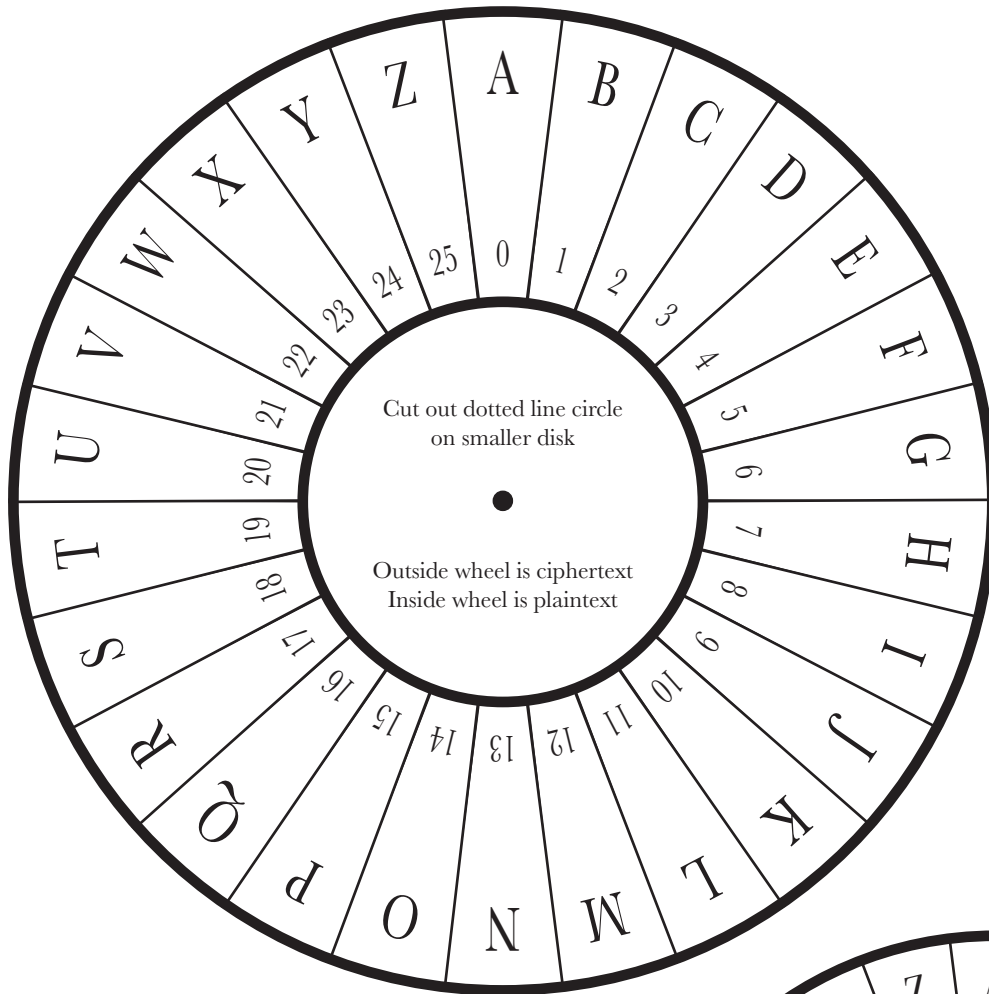 A
B
C
D
E
F
G
H
I
J
K
L
M
N
O
P
Q
R
S
T
U
V
W
X
Y
Z
0
1
2
3
4
5
6
7
8
9
10
11
12
13
14
15
16
17
18
19
20
21
22
23
24
25
Cut out dotted line circle
on smaller disk
Outside wheel is ciphertext
Inside wheel is plaintext
Z